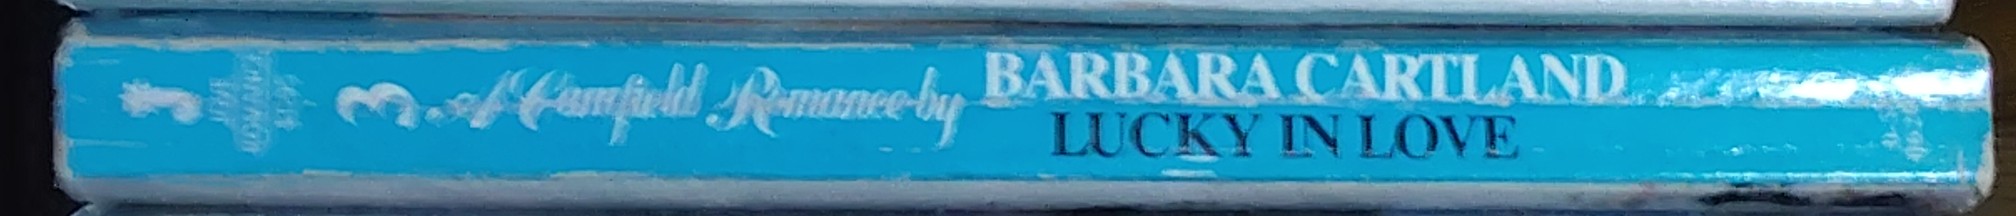 3
A Camfield Romance by
BARBARA CARTLAND
LUCKY IN LOVE